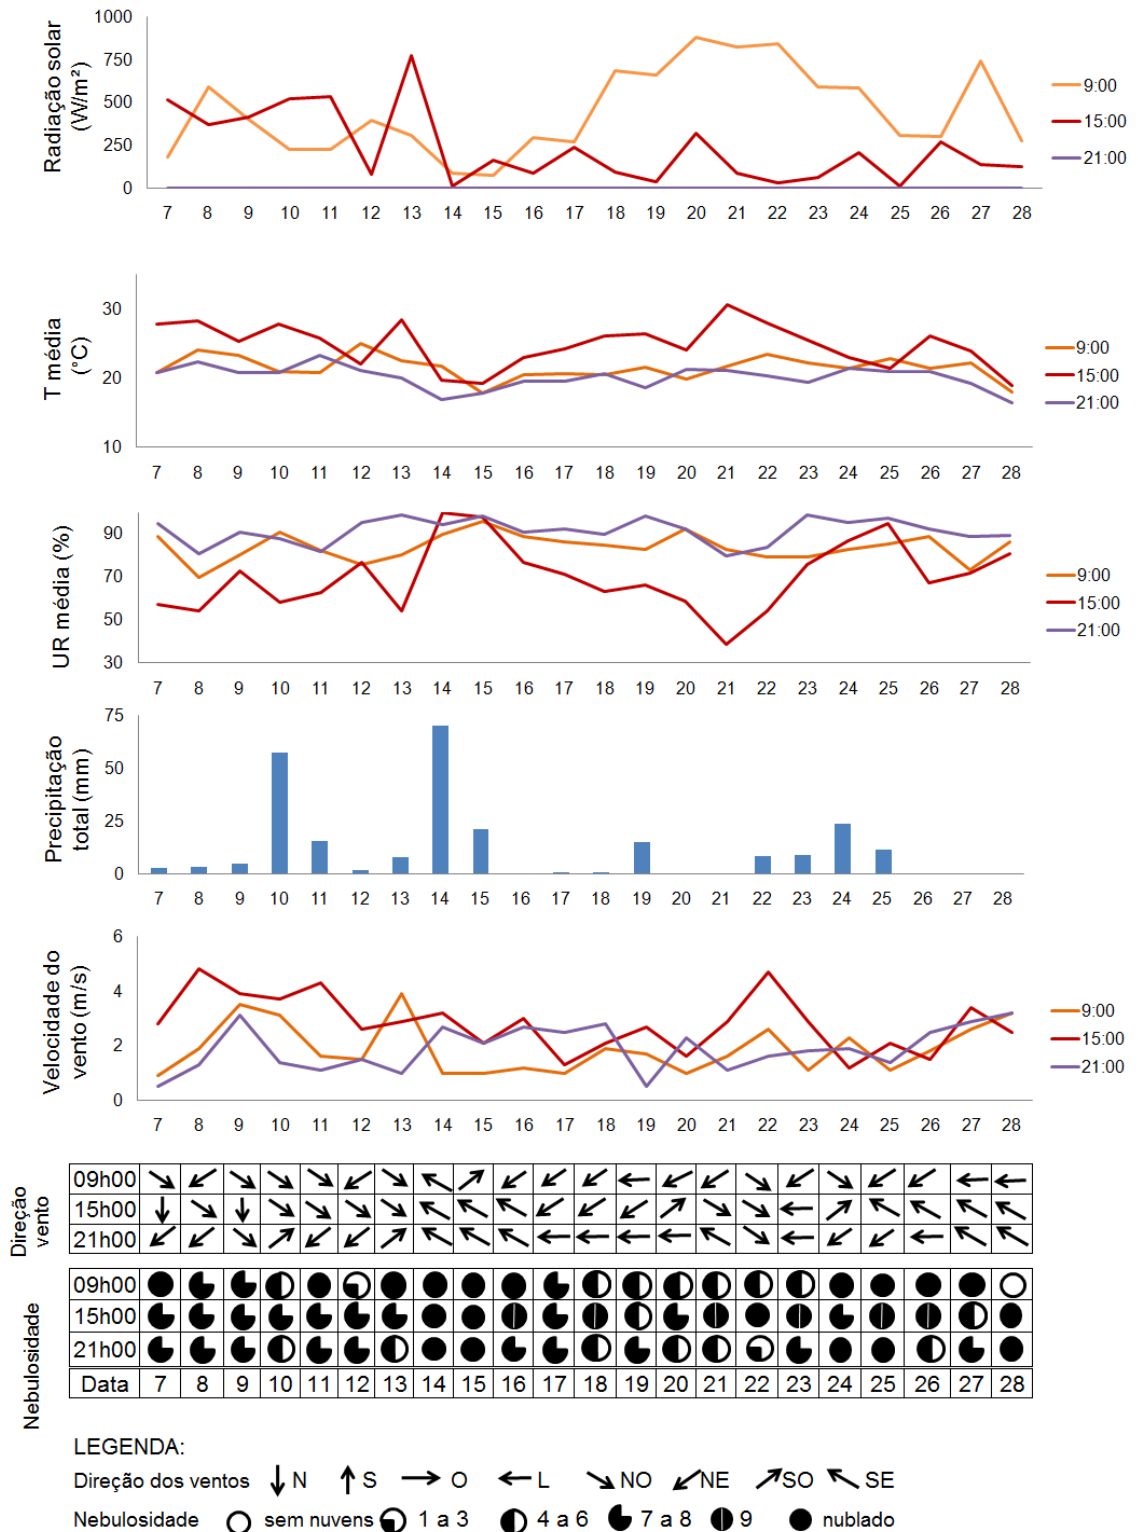 Radiação solar
(W/m²)
1000
750
500
250
0
7 8 9 10 11 12 13 14 15 16 17 18 19 20 21 22 23 24 25 26 27 28
9:00
15:00
21:00
T média
(°C)
30
20
10
7 8 9 10 11 12 13 14 15 16 17 18 19 20 21 22 23 24 25 26 27 28
9:00
15:00
21:00
UR média (%)
90
70
50
30
7 8 9 10 11 12 13 14 15 16 17 18 19 20 21 22 23 24 25 26 27 28
9:00
15:00
21:00
Precipitação
total (mm)
75
50
25
0
7 8 9 10 11 12 13 14 15 16 17 18 19 20 21 22 23 24 25 26 27 28
Velocidade do
vento (m/s)
6
4
2
0
7 8 9 10 11 12 13 14 15 16 17 18 19 20 21 22 23 24 25 26 27 28
9:00
15:00
21:00
Direção
vento
09h00
15h00
21h00
Nebulosidade
09h00
15h00
21h00
Data 7 8 9 10 11 12 13 14 15 16 17 18 19 20 21 22 23 24 25 26 27 28
LEGENDA:
Direção dos ventos N S O L NO NE SO SE
Nebulosidade sem nuvens 1 a 3 4 a 6 7 a 8 9 nublado